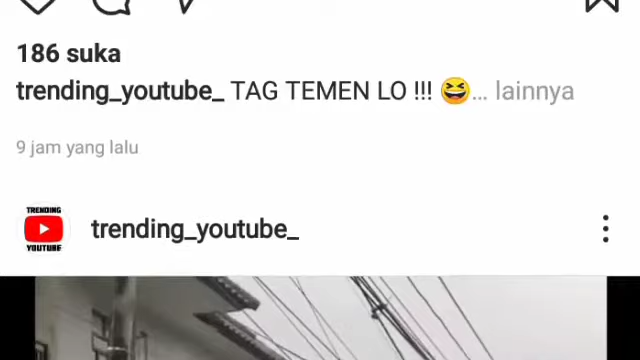 186 suka
trending_youtube_ TAG TEMEN LO !!! 😆... lainnya
9 jam yang lalu
TRENDING
YOUTUBE
trending_youtube_